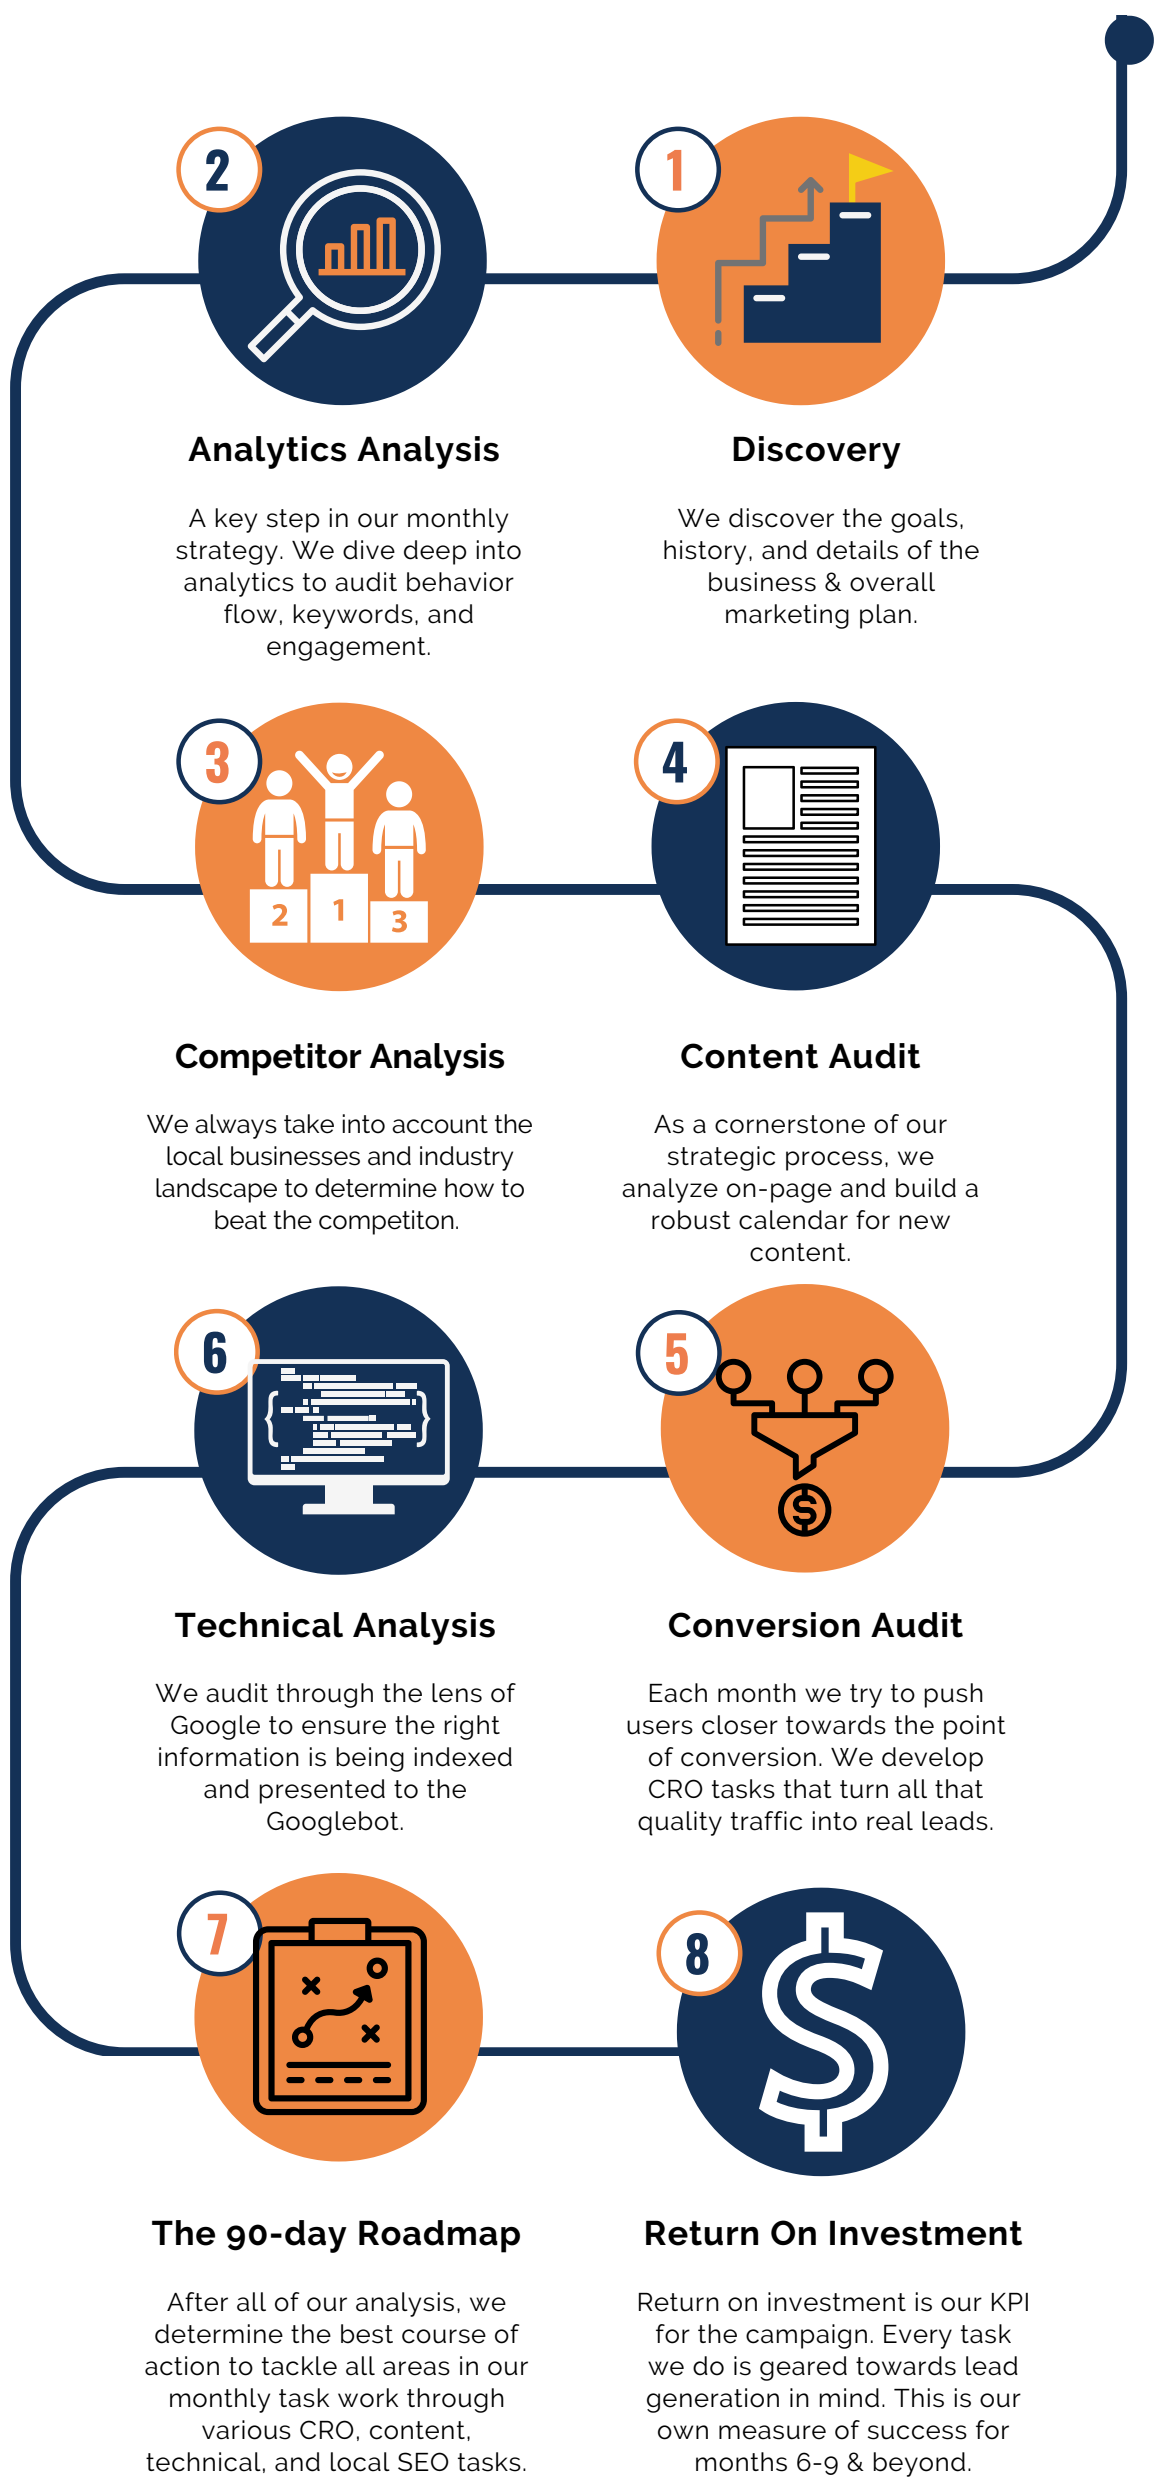 1
Discovery
We discover the goals,
history, and details of the
business & overall
marketing plan.
2
Analytics Analysis
A key step in our monthly
strategy. We dive deep into
analytics to audit behavior
flow, keywords, and
engagement.
3
2
1
3
Competitor Analysis
We always take into account the
local businesses and industry
landscape to determine how to
beat the competiton.
4
Content Audit
As a cornerstone of our
strategic process, we
analyze on-page and build a
robust calendar for new
content.
5
$
Conversion Audit
Each month we try to push
users closer towards the point
of conversion. We develop
CRO tasks that turn all that
quality traffic into real leads.
6
{ }
Technical Analysis
We audit through the lens of
Google to ensure the right
information is being indexed
and presented to the
Googlebot.
7
The 90-day Roadmap
After all of our analysis, we
determine the best course of
action to tackle all areas in our
monthly task work through
various CRO, content,
technical, and local SEO tasks.
8
$
Return On Investment
Return on investment is our KPI
for the campaign. Every task
we do is geared towards lead
generation in mind. This is our
own measure of success for
months 6-9 & beyond.